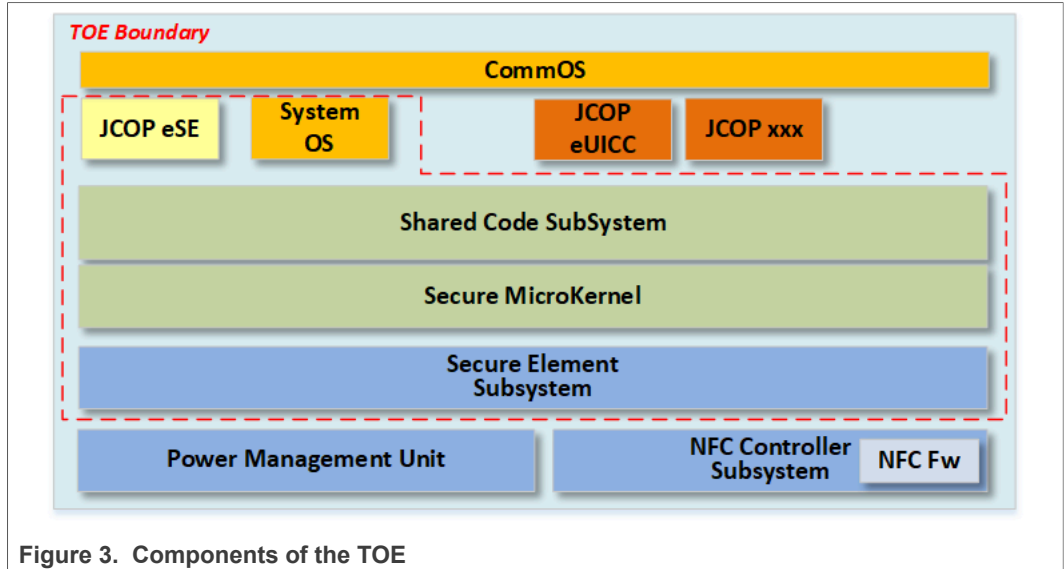 TOE Boundary
CommOS
JCOP eSE
System
OS
JCOP
eUICC
JCOP xxx
Shared Code SubSystem
Secure MicroKernel
Secure Element
Subsystem
Power Management Unit
NFC Controller
Subsystem
NFC Fw
Figure 3. Components of the TOE